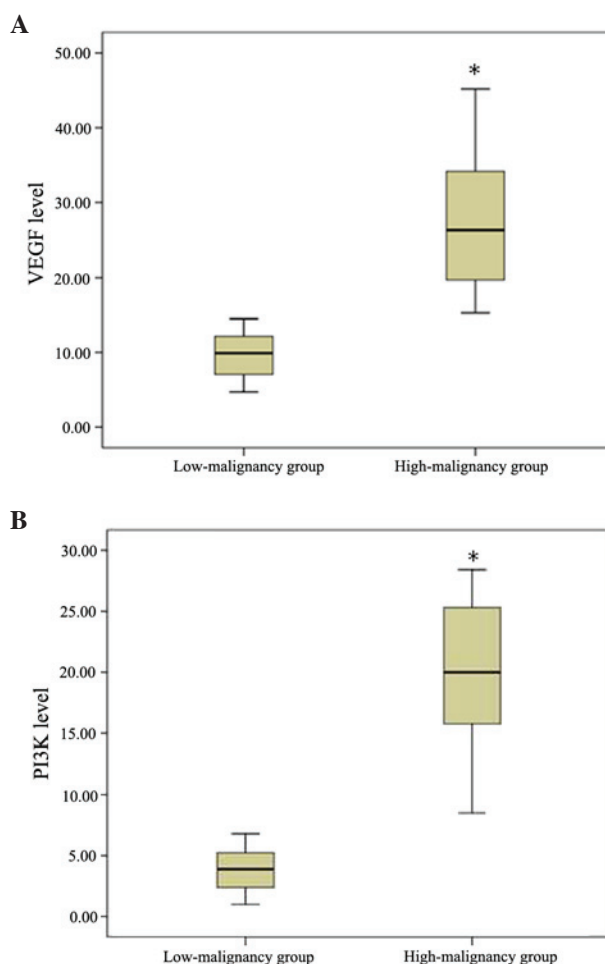 A
50.00
40.00
30.00
20.00
10.00
0.00
VEGF level
*
Low-malignancy group High-malignancy group
B
30.00
25.00
20.00
15.00
10.00
5.00
0.00
PI3K level
*
Low-malignancy group High-malignancy group